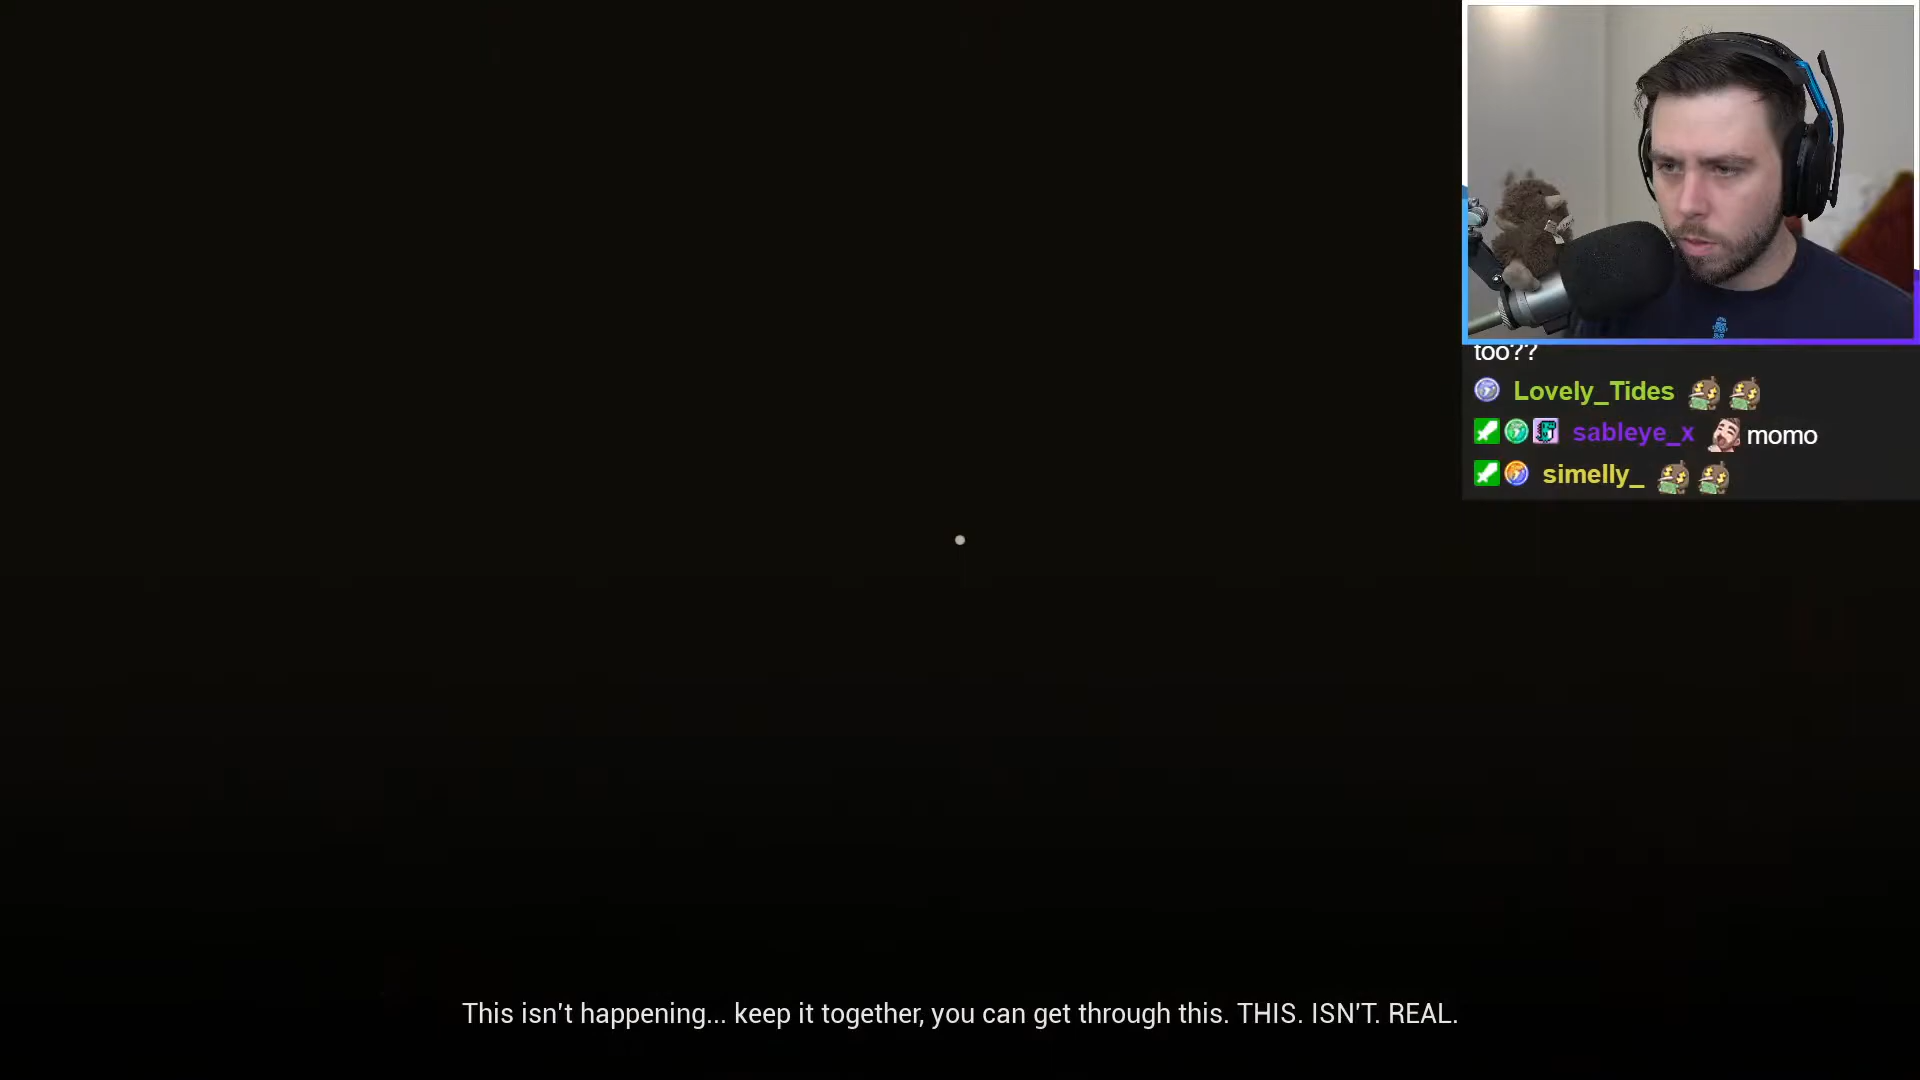 too??
Lovely_Tides
sableye_x momo
simelly_
This isn't happening... keep it together, you can get through this. THIS. ISN'T. REAL.